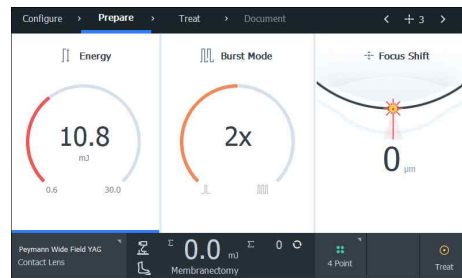 Configure › Prepare › Treat › Document ‹ 3 ›
Energy
10.8
mJ
0.6 30.0
Burst Mode
2x
Focus Shift
0 µm
Peymann Wide Field YAG
Contact Lens
Σ 0.0 mJ Σ 0
Membranectomy
4 Point
Treat